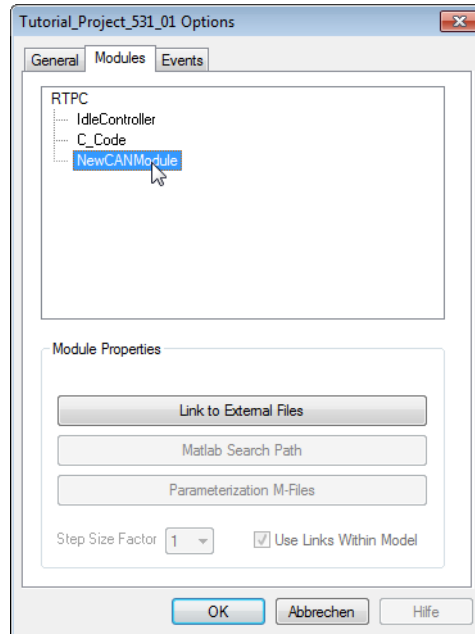 Tutorial_Project_531_01 Options
General Modules Events
RTPC
IdleController
C_Code
NewCANModule
Module Properties
Link to External Files
Matlab Search Path
Parameterization M-Files
Step Size Factor 1 Use Links Within Model
OK Abbrechen Hilfe